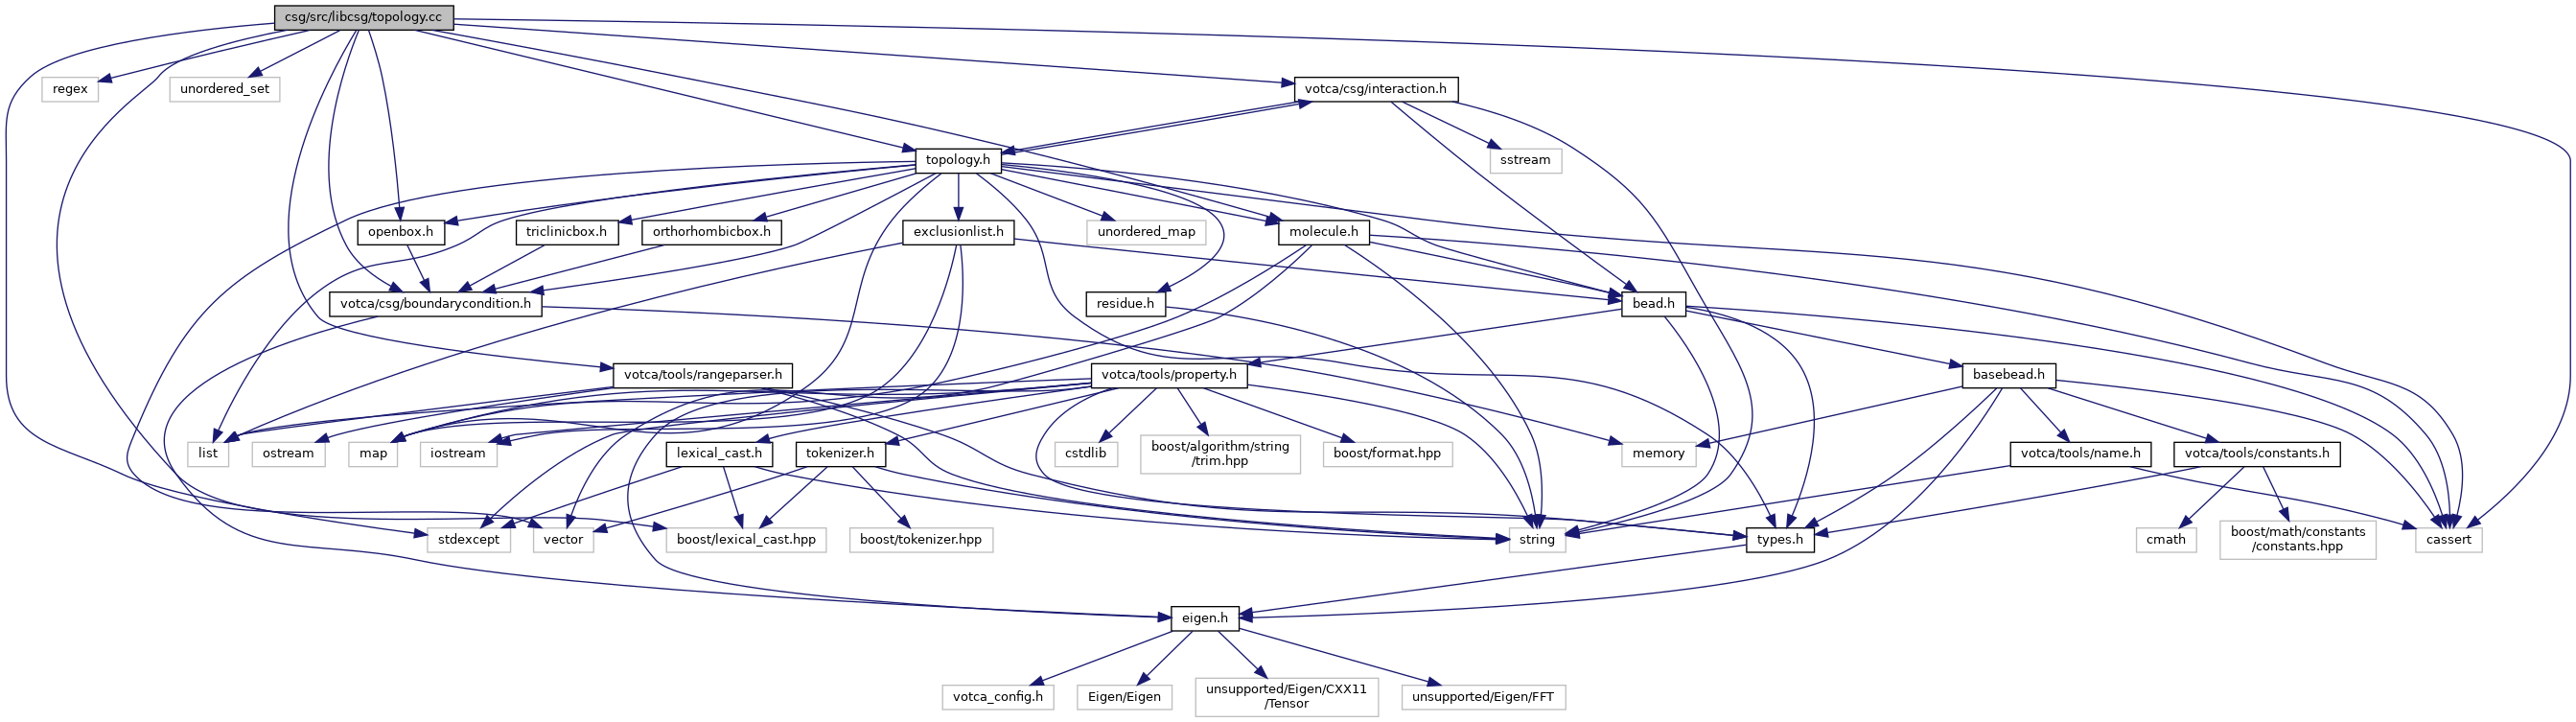 csg/src/libcsg/topology.cc
regex
unordered_set
votca/csg/interaction.h
topology.h
sstream
openbox.h
triclinicbox.h
orthorhombicbox.h
exclusionlist.h
unordered_map
molecule.h
votca/csg/boundarycondition.h
residue.h
bead.h
votca/tools/rangeparser.h
votca/tools/property.h
basebead.h
list
ostream
map
iostream
lexical_cast.h
tokenizer.h
cstdlib
boost/algorithm/string
/trim.hpp
boost/format.hpp
memory
votca/tools/name.h
votca/tools/constants.h
stdexcept
vector
boost/lexical_cast.hpp
boost/tokenizer.hpp
string
types.h
cmath
boost/math/constants
/constants.hpp
cassert
eigen.h
votca_config.h
Eigen/Eigen
unsupported/Eigen/CXX11
/Tensor
unsupported/Eigen/FFT